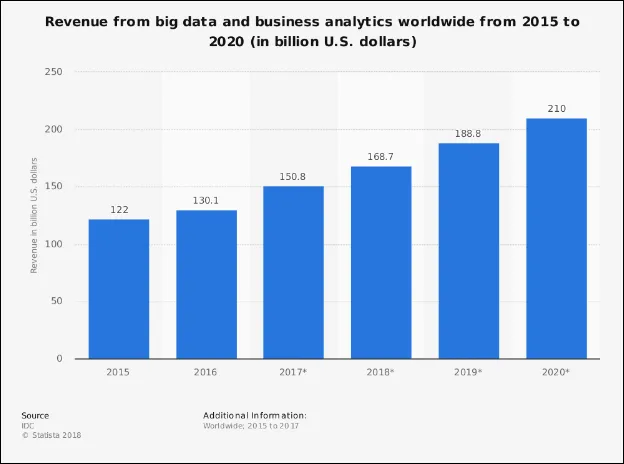 Revenue from big data and business analytics worldwide from 2015 to
2020 (in billion U.S. dollars)
Revenue in billion U.S. dollars
250
200
150
100
50
0
122
130.1
150.8
168.7
188.8
210
2015
2016
2017*
2018*
2019*
2020*
Source
IDC
© Statista 2018
Additional Information:
Worldwide; 2015 to 2017